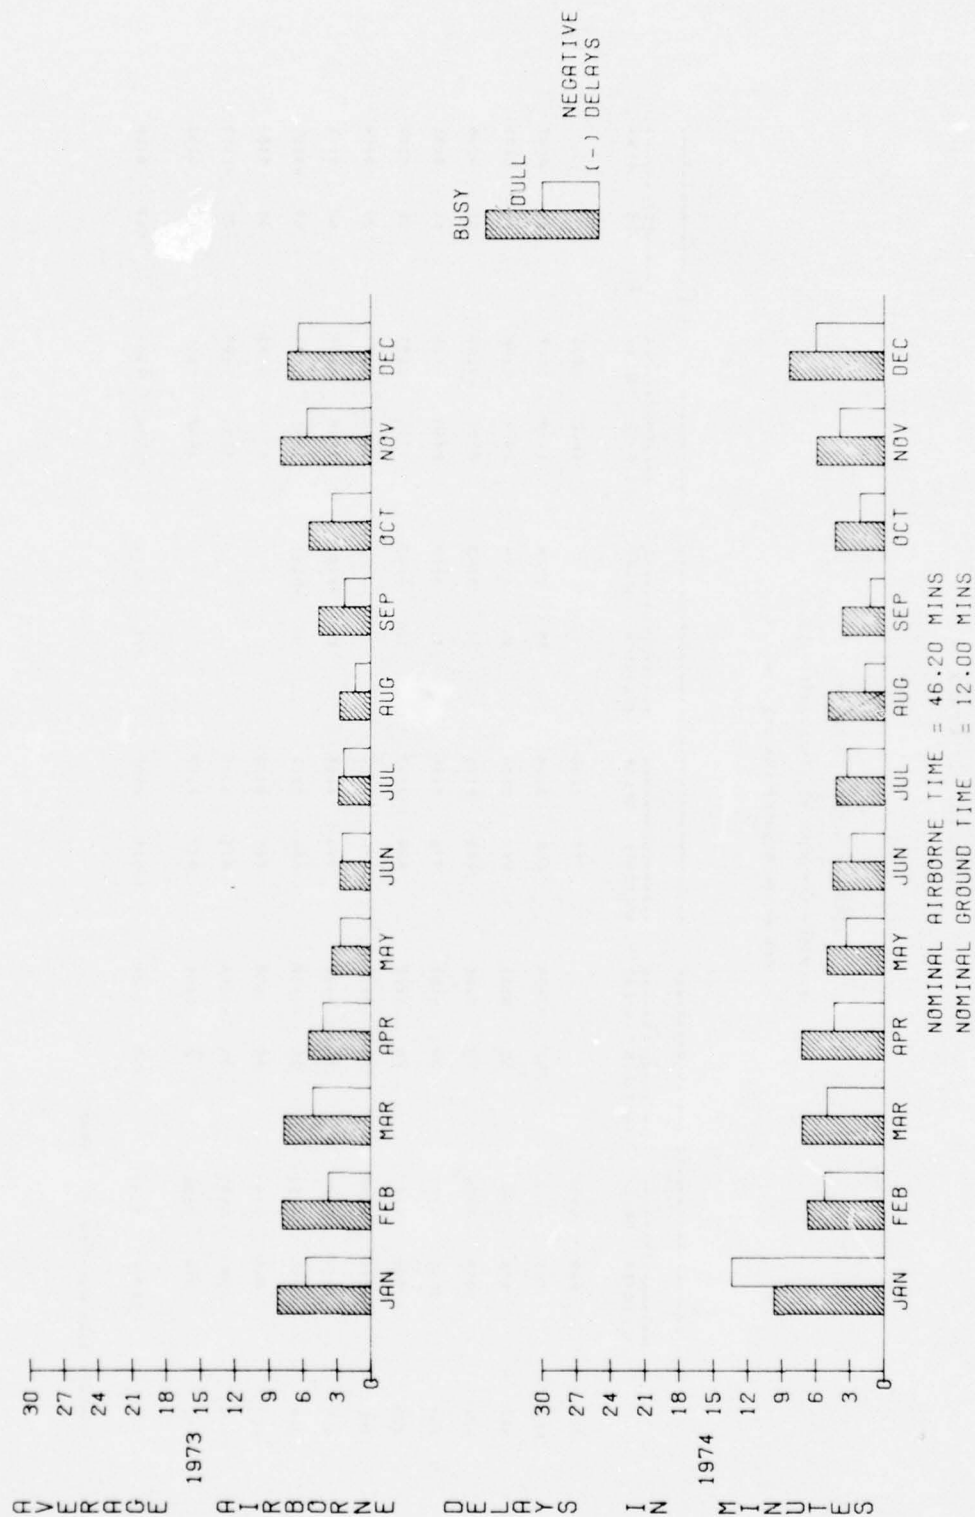 AVERAGE AIRBORNE DELAYS IN MINUTES
1973
30
27
24
21
18
15
12
9
6
3
0
JAN FEB MAR APR MAY JUN JUL AUG SEP OCT NOV DEC
BUSY
DULL
NEGATIVE
(-) DELAYS
1974
30
27
24
21
18
15
12
9
6
3
0
JAN FEB MAR APR MAY JUN JUL AUG SEP OCT NOV DEC
NOMINAL AIRBORNE TIME = 46.20 MINS
NOMINAL GROUND TIME = 12.00 MINS